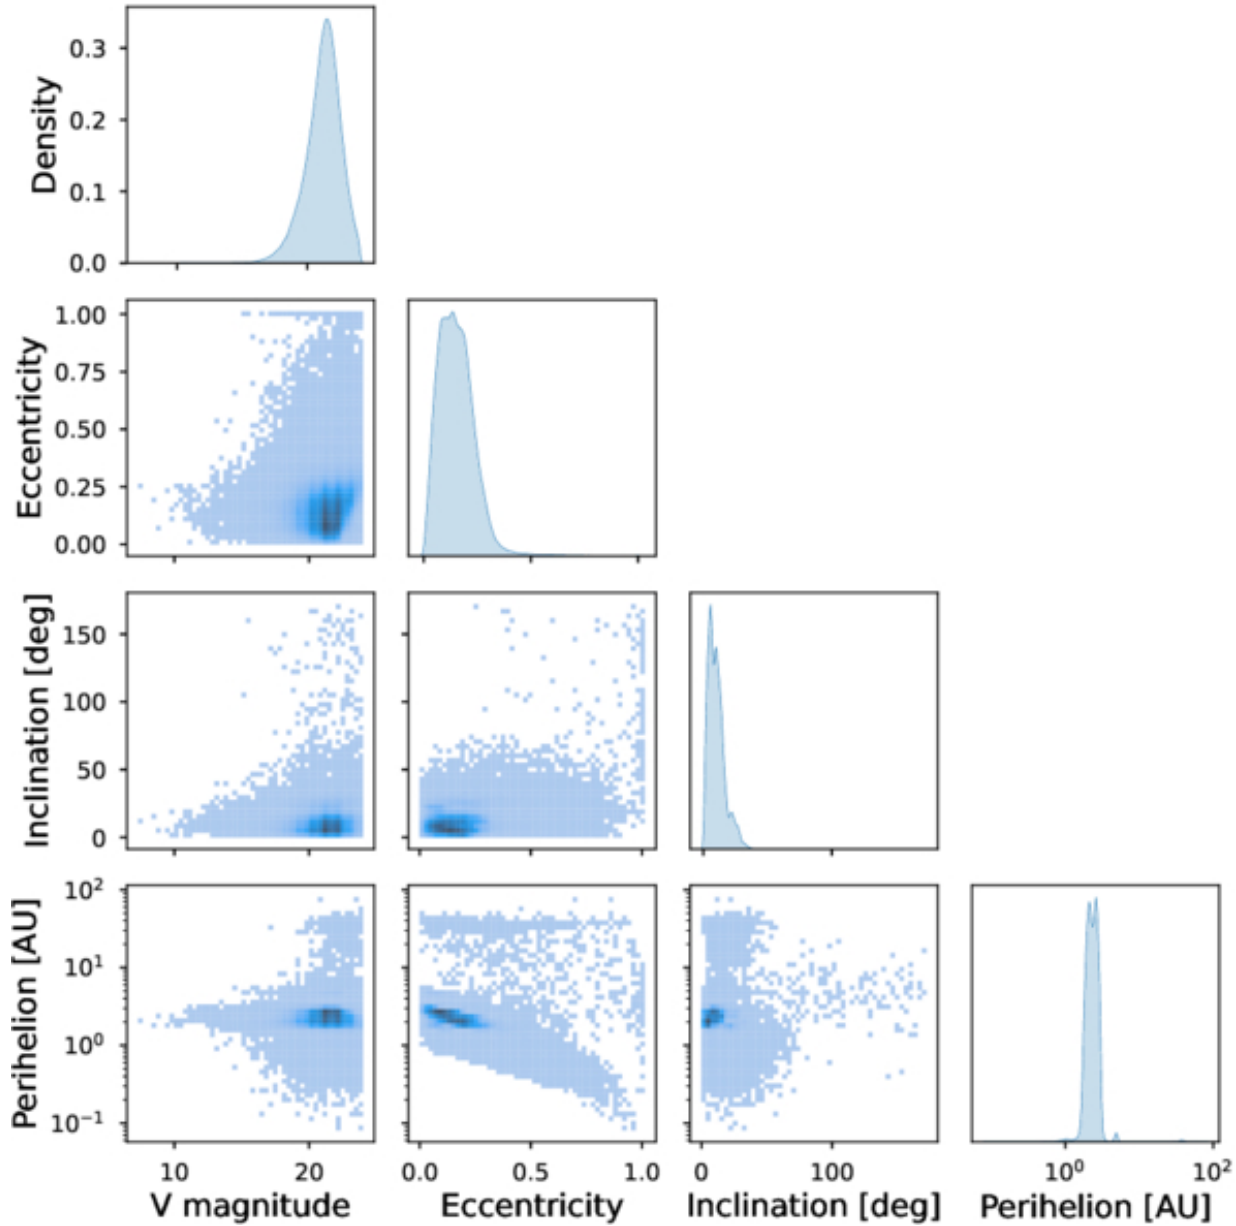 Density
0.3
0.2
0.1
0.0
Eccentricity
1.00
0.75
0.50
0.25
0.00
Inclination [deg]
150
100
50
0
Perihelion [AU]
10²
10¹
10⁰
10⁻¹
10 20
0.0 0.5 1.0
0 100
10⁰ 10²
V magnitude
Eccentricity
Inclination [deg]
Perihelion [AU]